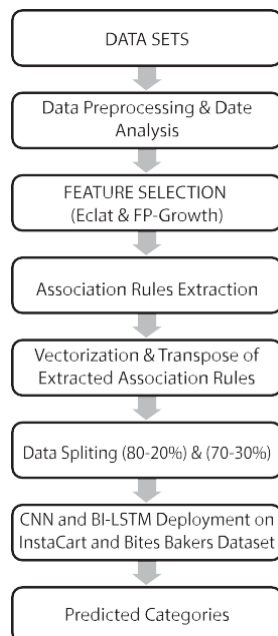 DATA SETS
Data Preprocessing & Date
Analysis
FEATURE SELECTION
(Eclat & FP-Growth)
Association Rules Extraction
Vectorization & Transpose of
Extracted Association Rules
Data Spliting (80-20%) & (70-30%)
CNN and BI-LSTM Deployment on
InstaCart and Bites Bakers Dataset
Predicted Categories